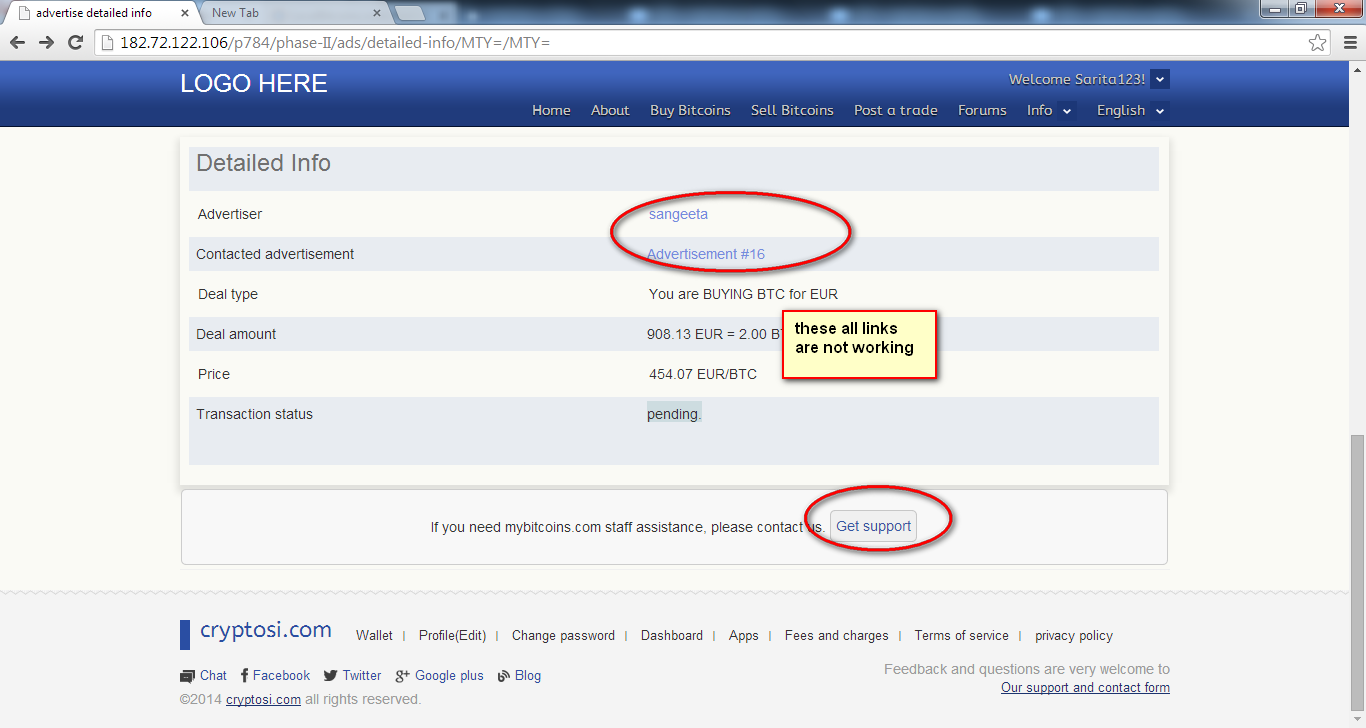 advertise detailed info
New Tab
182.72.122.106/p784/phase-II/ads/detailed-info/MTY=/MTY=
LOGO HERE
Welcome Sarita123!
Home About Buy Bitcoins Sell Bitcoins Post a trade Forums Info English
Detailed Info
Advertiser sangeeta
Contacted advertisement Advertisement #16
Deal type You are BUYING BTC for EUR
these all links
are not working
Deal amount 908.13 EUR = 2.00
Price 454.07 EUR/BTC
Transaction status pending.
If you need mybitcoins.com staff assistance, please contact us. Get support
cryptosi.com Wallet | Profile(Edit) | Change password | Dashboard | Apps | Fees and charges | Terms of service | privacy policy
Chat Facebook Twitter Google plus Blog
Feedback and questions are very welcome to
Our support and contact form
©2014 cryptosi.com all rights reserved.